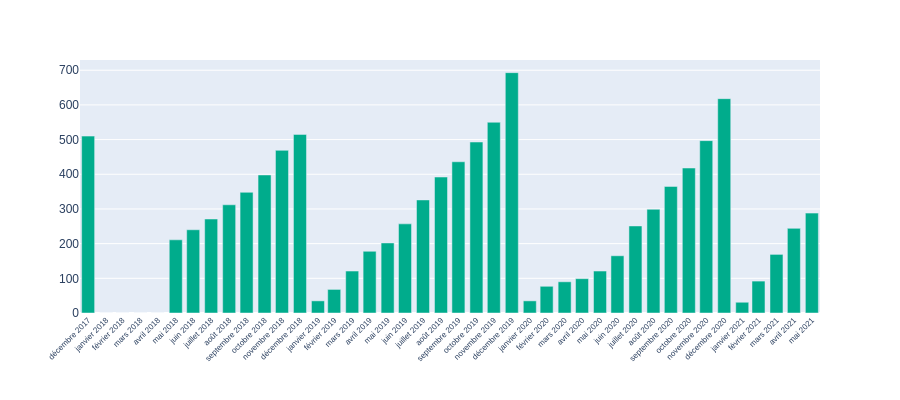 700
600
500
400
300
200
100
0
décembre 2017
janvier 2018
février 2018
mars 2018
avril 2018
mai 2018
juin 2018
juillet 2018
août 2018
septembre 2018
octobre 2018
novembre 2018
décembre 2018
janvier 2019
février 2019
mars 2019
avril 2019
mai 2019
juin 2019
juillet 2019
août 2019
septembre 2019
octobre 2019
novembre 2019
décembre 2019
janvier 2020
février 2020
mars 2020
avril 2020
mai 2020
juin 2020
juillet 2020
août 2020
septembre 2020
octobre 2020
novembre 2020
décembre 2020
janvier 2021
février 2021
mars 2021
avril 2021
mai 2021